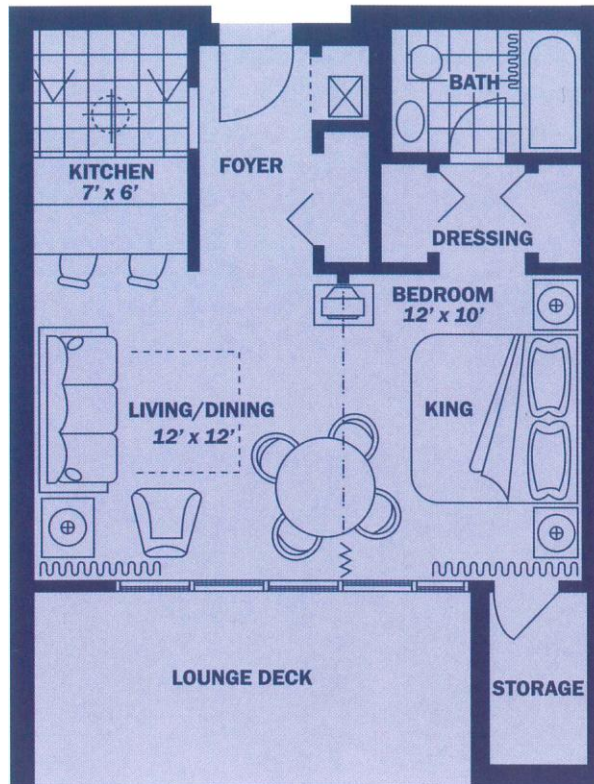 BATH
KITCHEN
7' x 6'
FOYER
DRESSING
BEDROOM
12' x 10'
LIVING/DINING
12' x 12'
KING
LOUNGE DECK
STORAGE